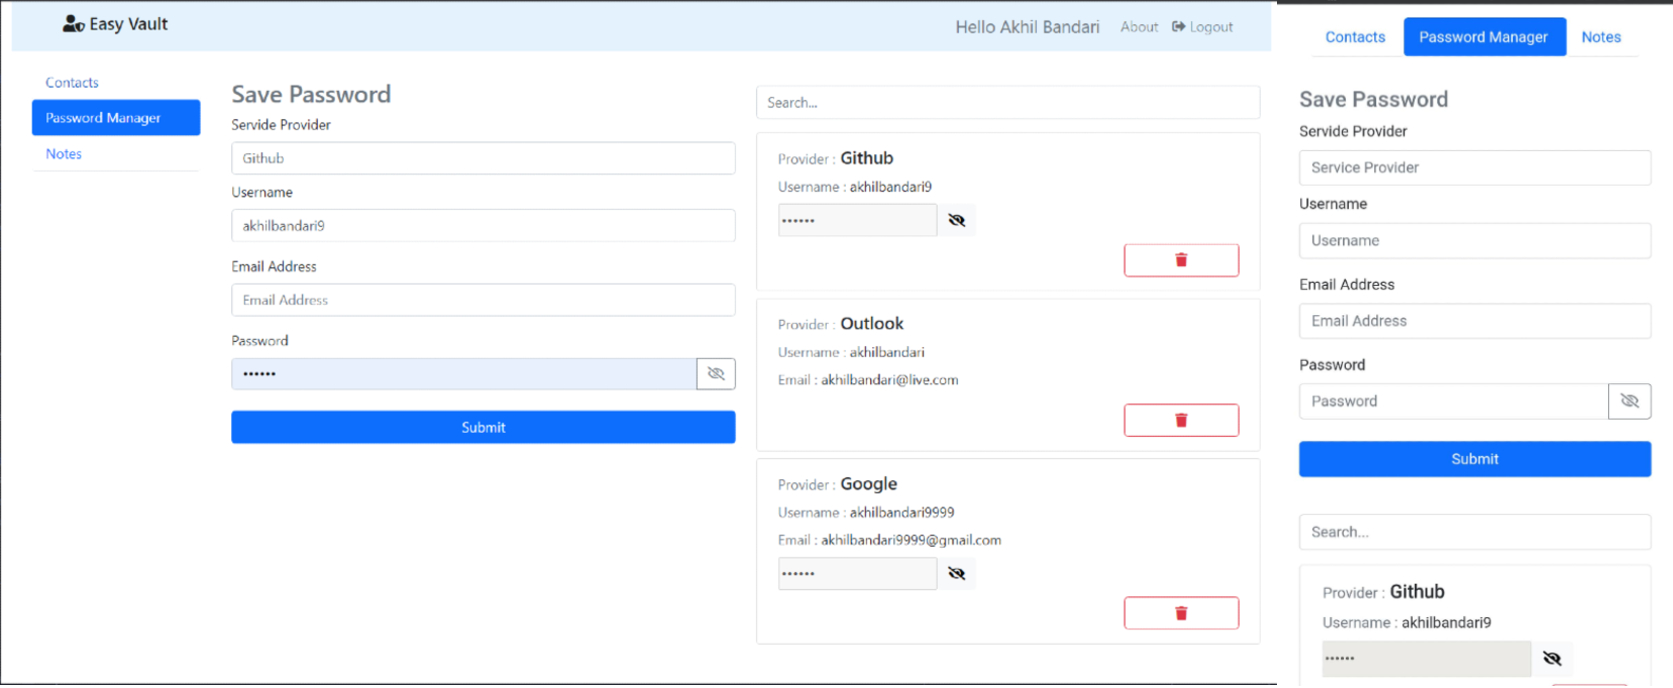 Easy Vault
Hello Akhil Bandari About Logout
Contacts
Password Manager
Notes
Save Password
Servide Provider
Github
Username
akhilbandari9
Email Address
Email Address
Password
••••••
Submit
Search...
Provider : Github
Username : akhilbandari9
••••••
Provider : Outlook
Username : akhilbandari
Email : akhilbandari@live.com
Provider : Google
Username : akhilbandari9999
Email : akhilbandari9999@gmail.com
••••••
Contacts Password Manager Notes
Save Password
Servide Provider
Service Provider
Username
Username
Email Address
Email Address
Password
Password
Submit
Search...
Provider : Github
Username : akhilbandari9
••••••